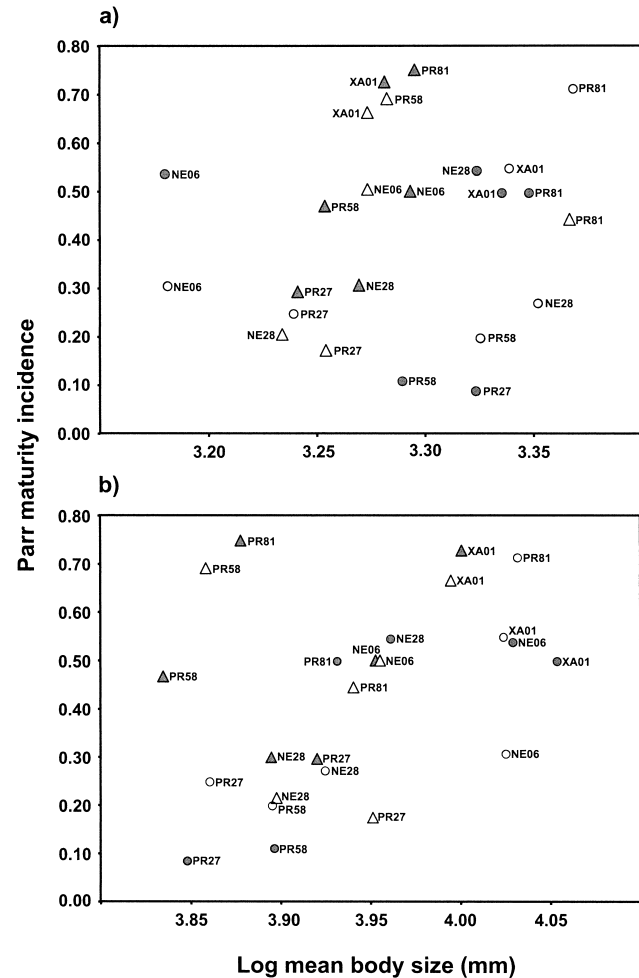 a)
0.80
PR81
XA01
PR81
0.70
PR58
XA01
0.60
NE28
XA01
NE06
NE06
NE06
XA01
PR81
0.50
PR58
PR81
0.40
NE06
PR27
NE28
0.30
PR27
NE28
NE28
PR58
0.20
PR27
0.10
PR58
PR27
0.00
3.20
3.25
3.30
3.35
Parr maturity incidence
b)
0.80
PR81
XA01
PR81
0.70
PR58
XA01
0.60
XA01
NE28
NE06
NE06
0.50
PR81
NE06
XA01
PR58
PR81
0.40
0.30
NE28
PR27
NE06
NE28
PR27
NE28
0.20
PR58
PR27
0.10
PR58
PR27
0.00
3.85
3.90
3.95
4.00
4.05
Log mean body size (mm)